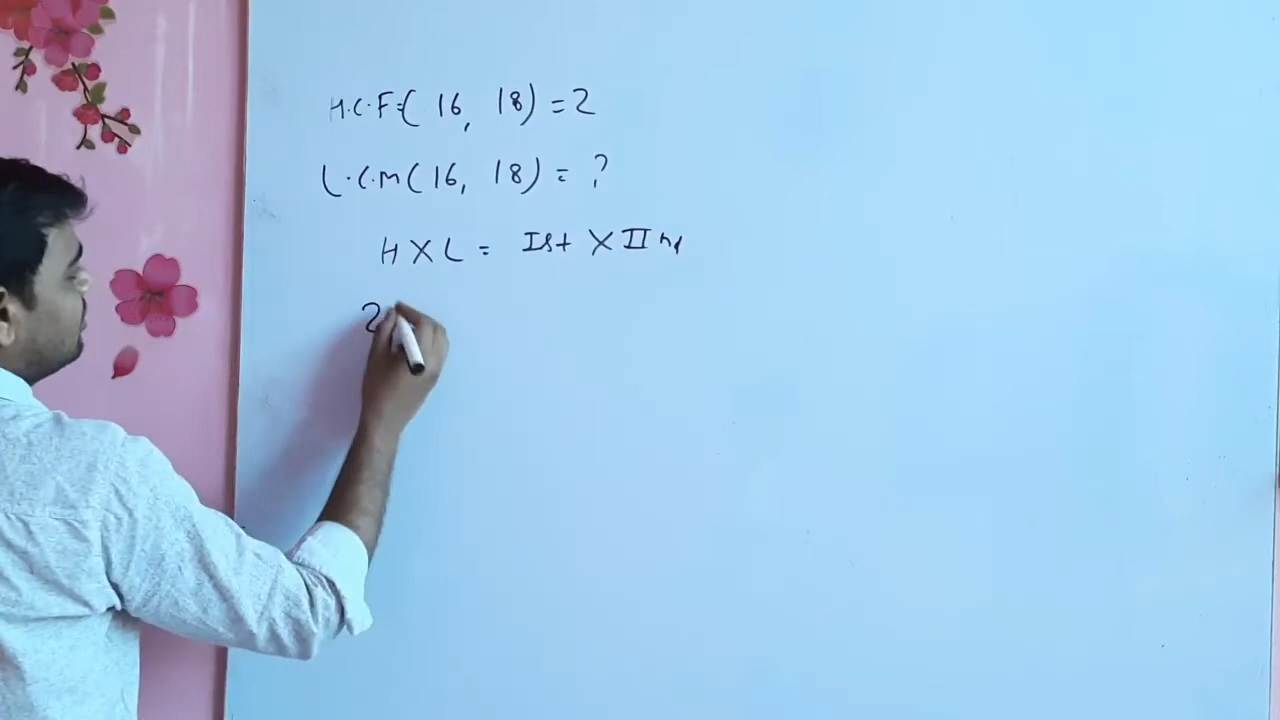 H.C.F=( 16, 18) = 2
L.C.M( 16, 18) = ?
H X L = Ist X IInd
2